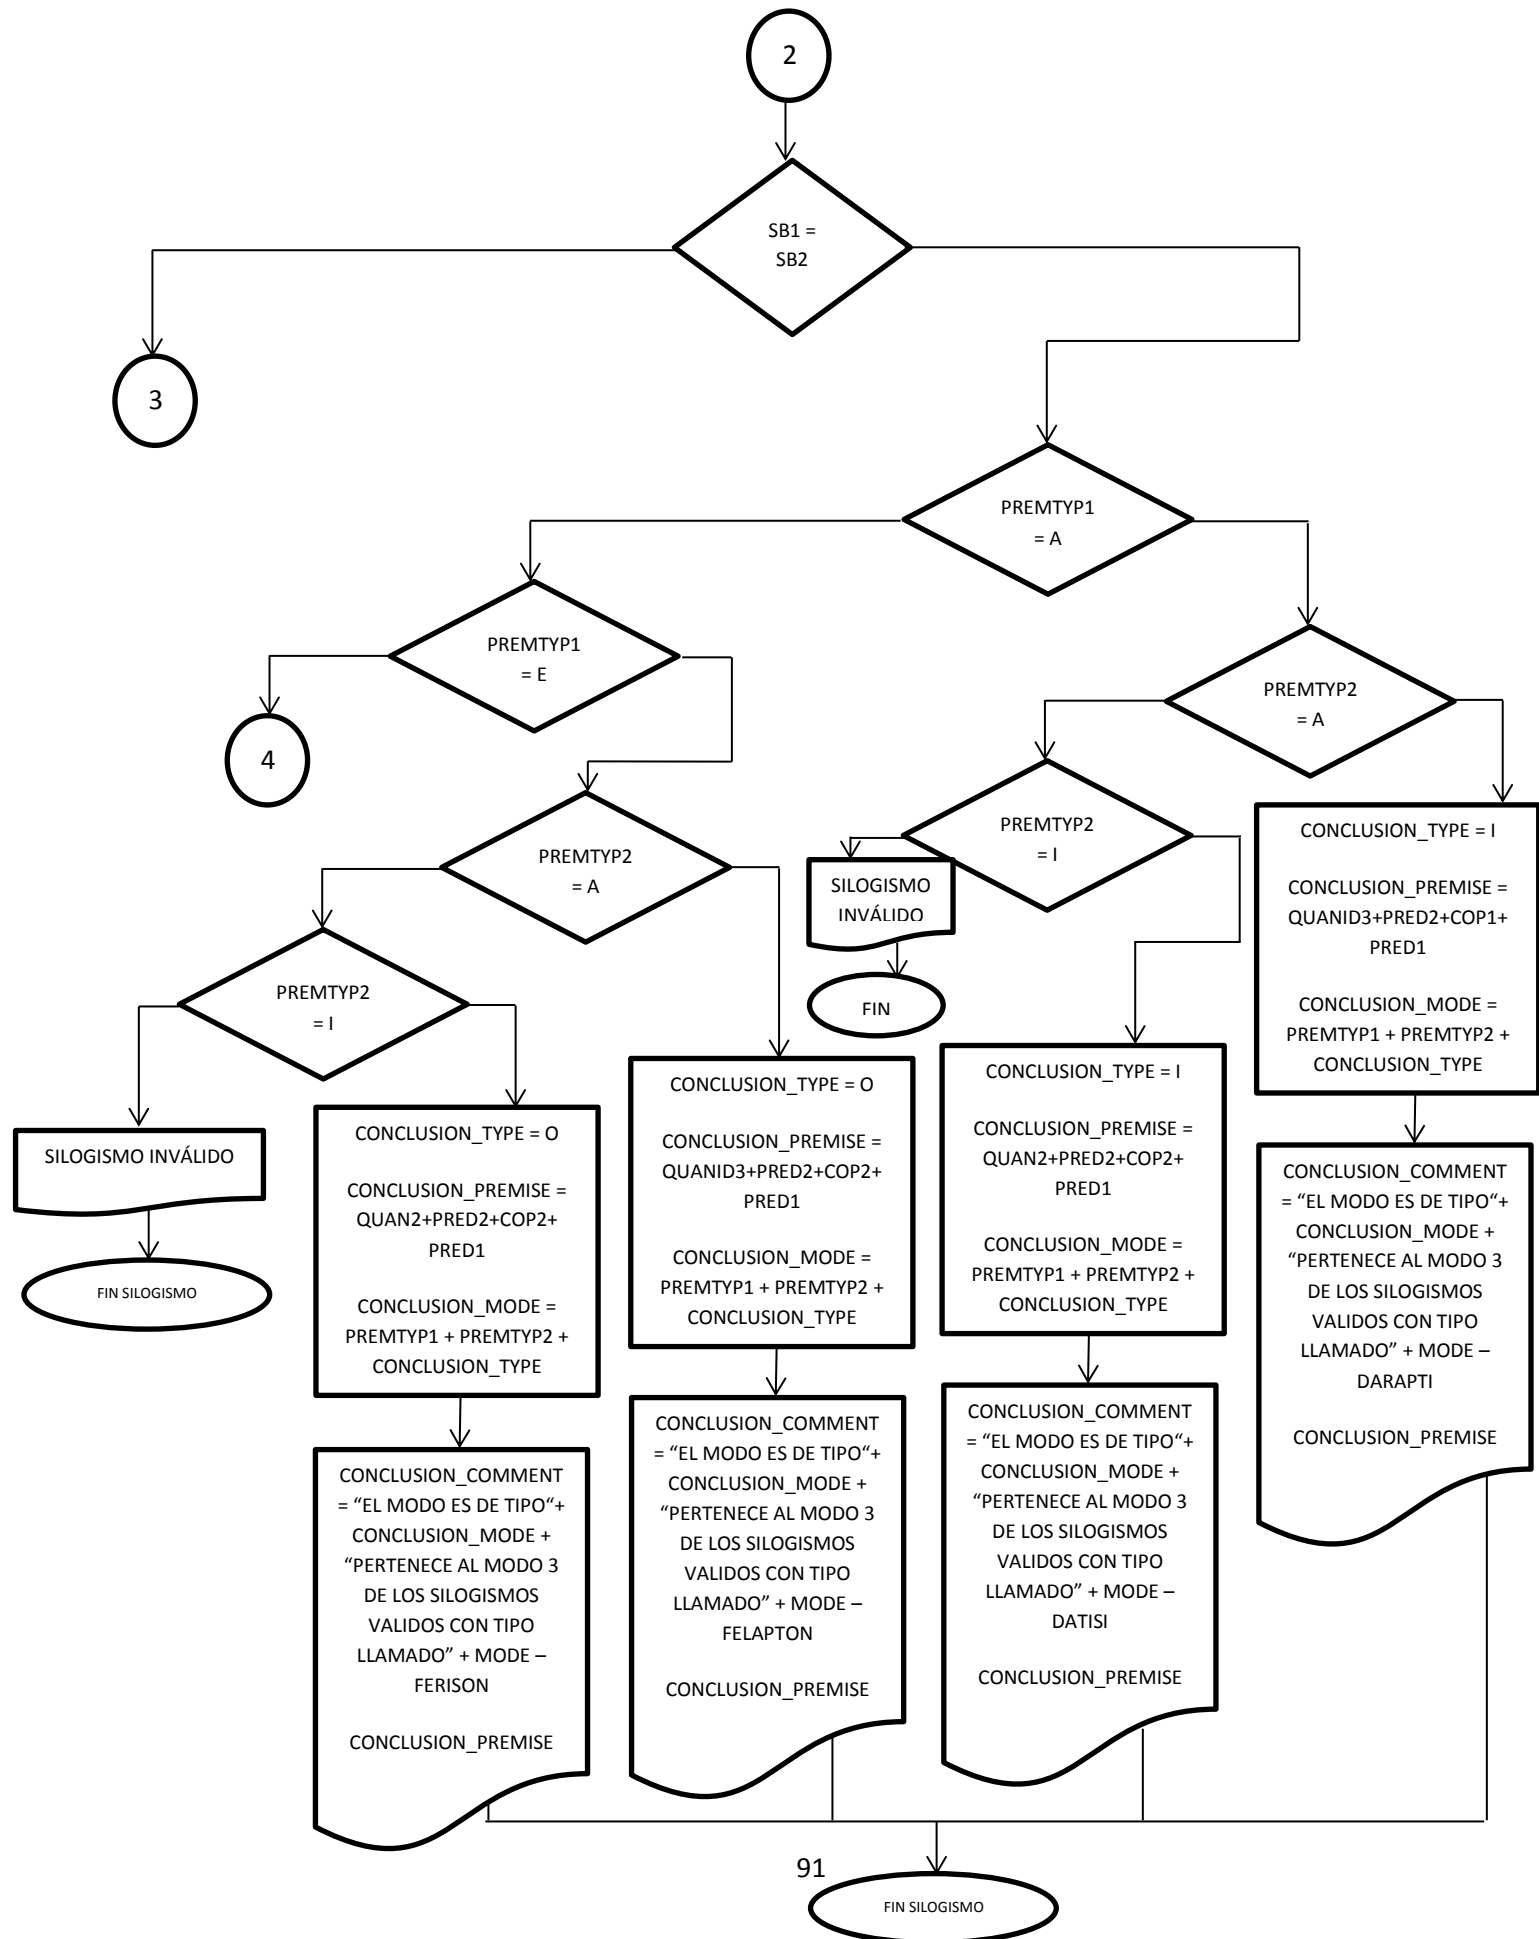 2
SB1 =
SB2
3
PREMTYP1
= A
PREMTYP1
= E
PREMTYP2
= A
4
PREMTYP2
= A
PREMTYP2
= I
CONCLUSION_TYPE = I
CONCLUSION_PREMISE =
QUANID3+PRED2+COP1+
PRED1
CONCLUSION_MODE =
PREMTYP1 + PREMTYP2 +
CONCLUSION_TYPE
SILOGISMO
INVÁLIDO
FIN
PREMTYP2
= I
CONCLUSION_TYPE = O
CONCLUSION_PREMISE =
QUANID3+PRED2+COP2+
PRED1
CONCLUSION_MODE =
PREMTYP1 + PREMTYP2 +
CONCLUSION_TYPE
CONCLUSION_TYPE = I
CONCLUSION_PREMISE =
QUAN2+PRED2+COP2+
PRED1
CONCLUSION_MODE =
PREMTYP1 + PREMTYP2 +
CONCLUSION_TYPE
SILOGISMO INVÁLIDO
FIN SILOGISMO
CONCLUSION_TYPE = O
CONCLUSION_PREMISE =
QUAN2+PRED2+COP2+
PRED1
CONCLUSION_MODE =
PREMTYP1 + PREMTYP2 +
CONCLUSION_TYPE
CONCLUSION_COMMENT
= “EL MODO ES DE TIPO“+
CONCLUSION_MODE +
“PERTENECE AL MODO 3
DE LOS SILOGISMOS
VALIDOS CON TIPO
LLAMADO” + MODE –
DARAPTI
CONCLUSION_PREMISE
CONCLUSION_COMMENT
= “EL MODO ES DE TIPO“+
CONCLUSION_MODE +
“PERTENECE AL MODO 3
DE LOS SILOGISMOS
VALIDOS CON TIPO
LLAMADO” + MODE –
FERISON
CONCLUSION_PREMISE
CONCLUSION_COMMENT
= “EL MODO ES DE TIPO“+
CONCLUSION_MODE +
“PERTENECE AL MODO 3
DE LOS SILOGISMOS
VALIDOS CON TIPO
LLAMADO” + MODE –
FELAPTON
CONCLUSION_PREMISE
CONCLUSION_COMMENT
= “EL MODO ES DE TIPO“+
CONCLUSION_MODE +
“PERTENECE AL MODO 3
DE LOS SILOGISMOS
VALIDOS CON TIPO
LLAMADO” + MODE –
DATISI
CONCLUSION_PREMISE
91
FIN SILOGISMO